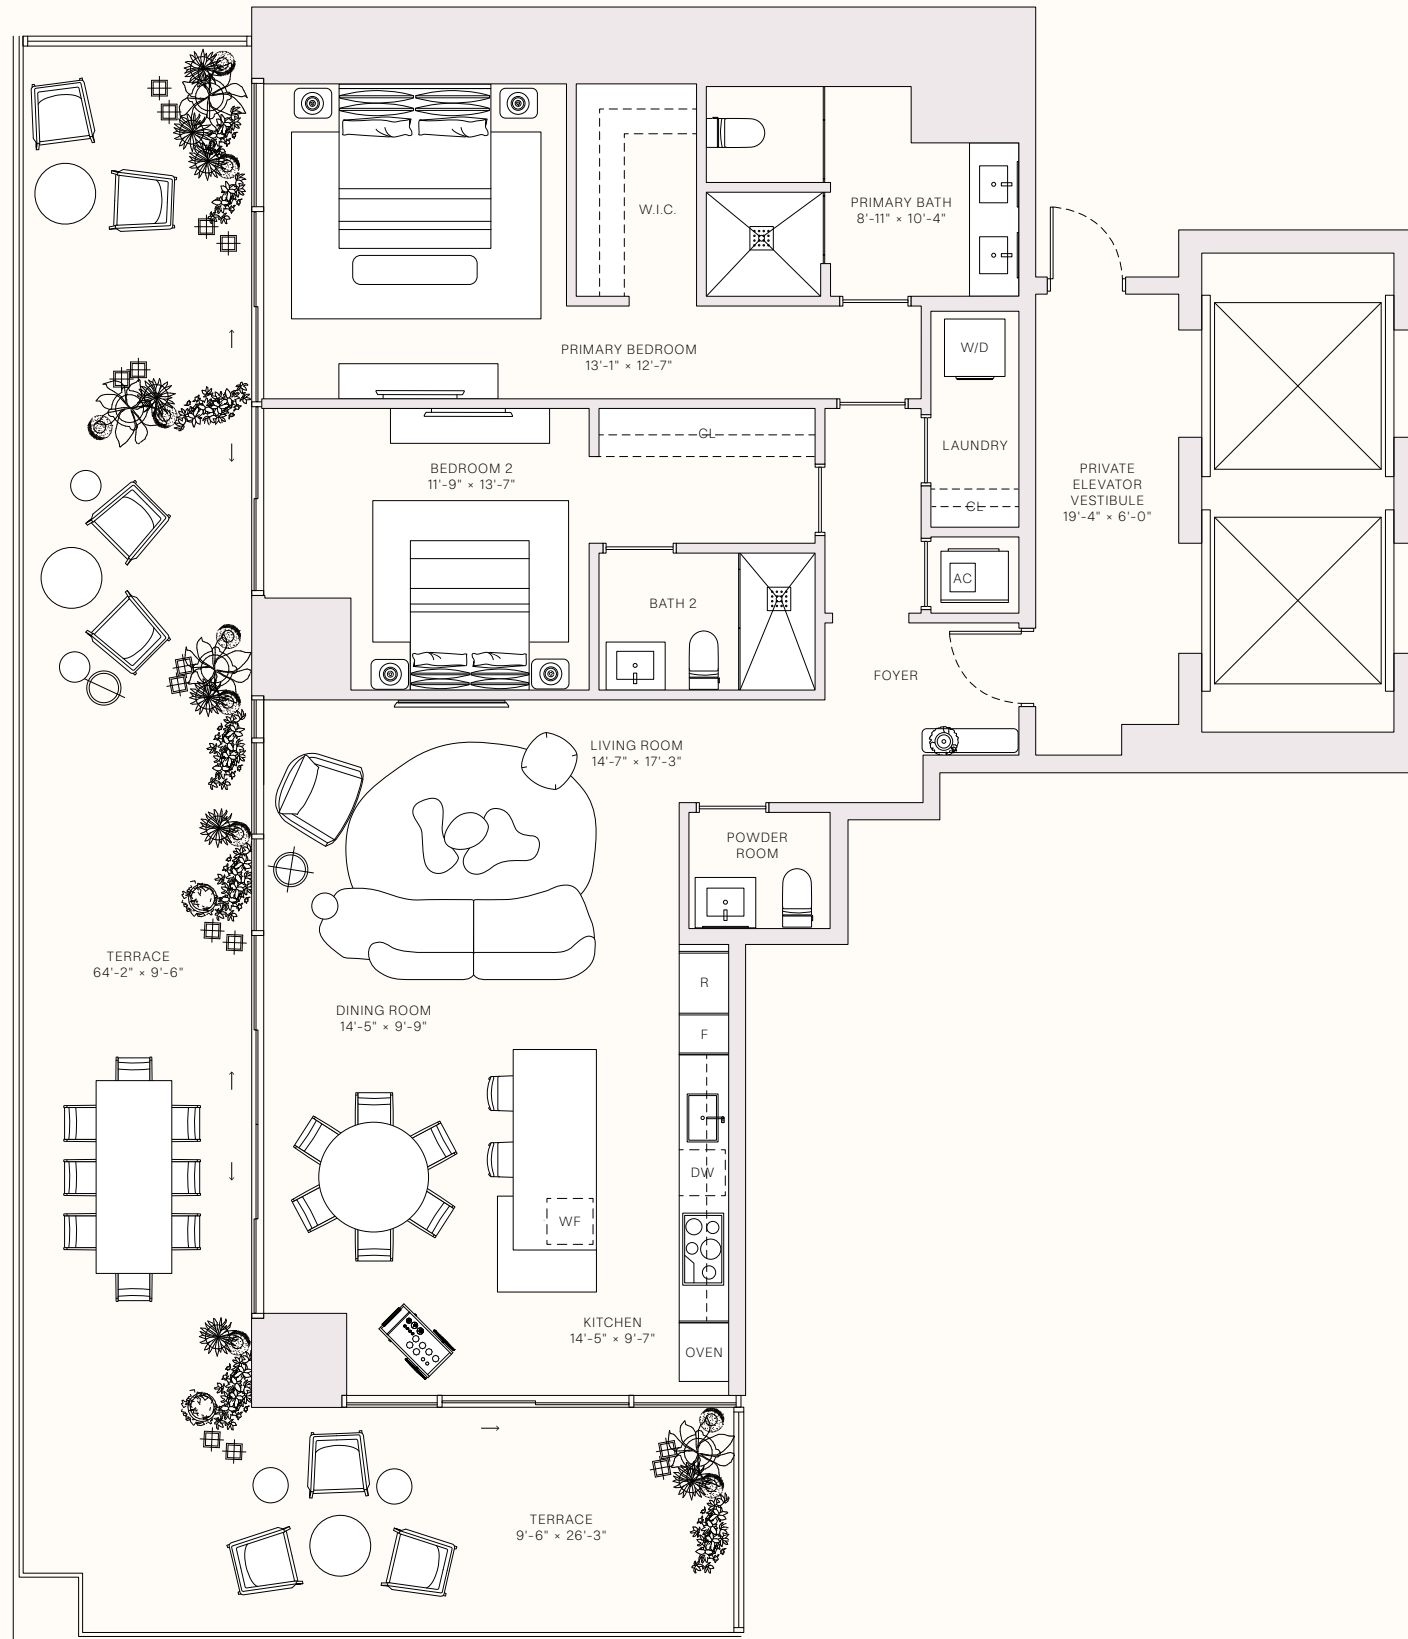 W.I.C.
PRIMARY BATH
8'-11" × 10'-4"
PRIMARY BEDROOM
13'-1" × 12'-7"
W/D
CL
LAUNDRY
BEDROOM 2
11'-9" × 13'-7"
PRIVATE
ELEVATOR
VESTIBULE
19'-4" × 6'-0"
CL
AC
BATH 2
FOYER
LIVING ROOM
14'-7" × 17'-3"
POWDER
ROOM
TERRACE
64'-2" × 9'-6"
R
DINING ROOM
14'-5" × 9'-9"
F
DW
WF
KITCHEN
14'-5" × 9'-7"
OVEN
TERRACE
9'-6" × 26'-3"